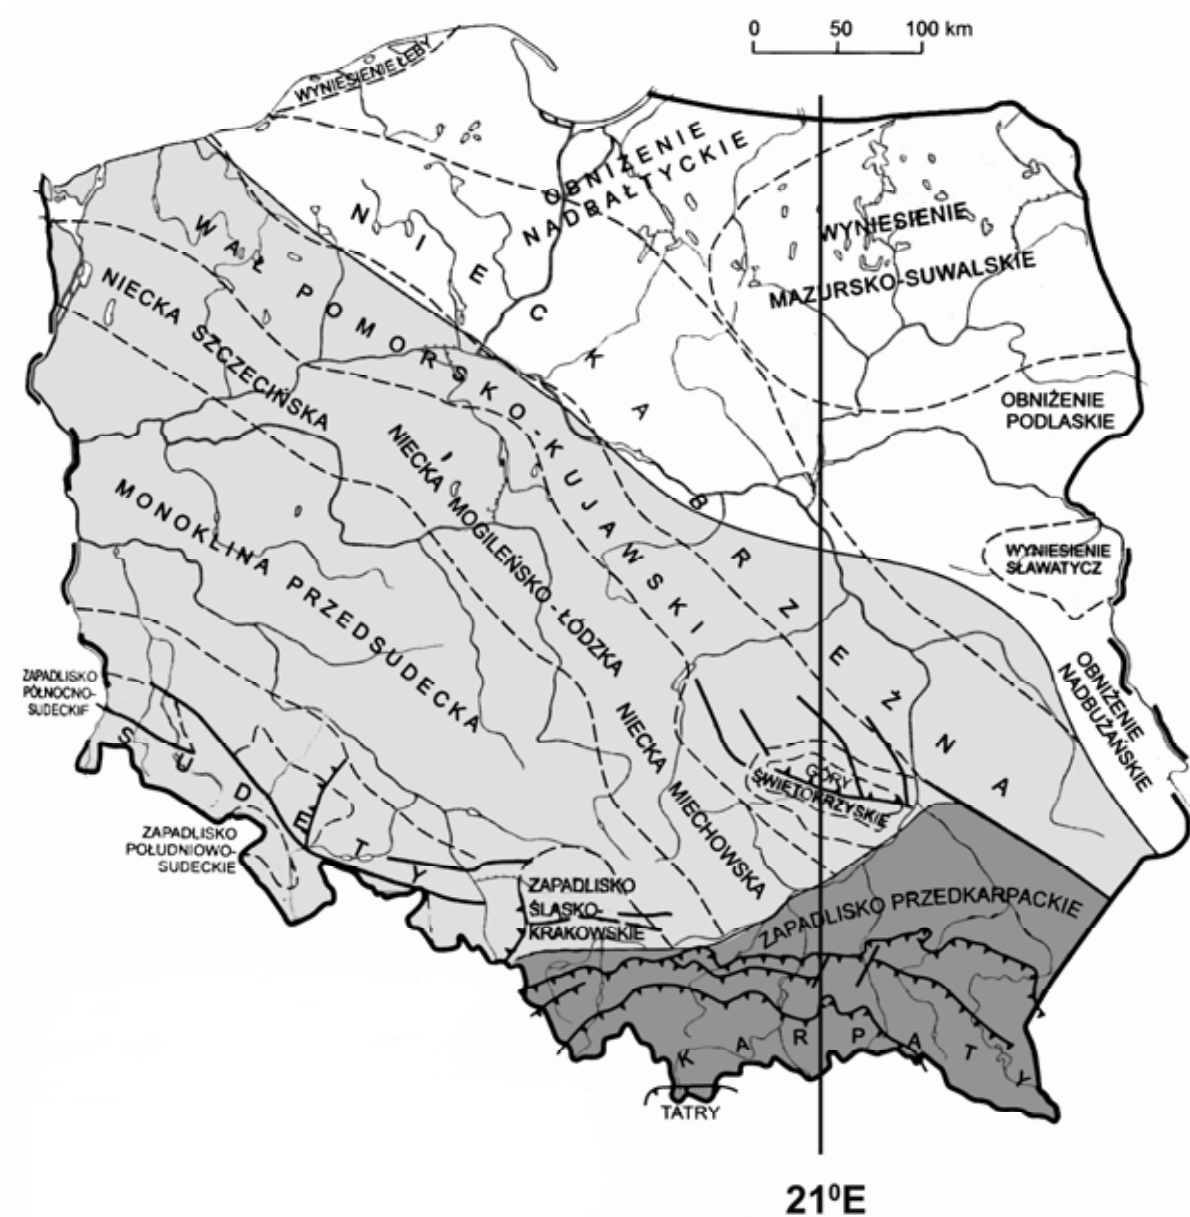 0 50 100 km
WYNIESIENIE ŁEBY
OBNIŻENIE
NADBAŁTYCKIE
WYNIESIENIE
MAZURSKO-SUWALSKIE
NIECKA BRZEŻNA
WAŁ POMORSKO-KUJAWSKI
NIECKA SZCZECIŃSKA
OBNIŻENIE
PODLASKIE
NIECKA MOGILEŃSKO-ŁÓDZKA
MONOKLINA PRZEDSUDECKA
WYNIESIENIE
SŁAWATYCZ
OBNIŻENIE
NADBUŻAŃSKIE
ZAPADLISKO
PÓŁNOCNO-
SUDECKIF
NIECKA MIECHOWSKA
GÓRY
ŚWIĘTOKRZYSKIE
SUDETY
ZAPADLISKO
POŁUDNIOWO-
SUDECKIE
ZAPADLISKO
ŚLĄSKO-
KRAKOWSKIE
ZAPADLISKO PRZEDKARPACKIE
KARPATY
TATRY
21⁰E